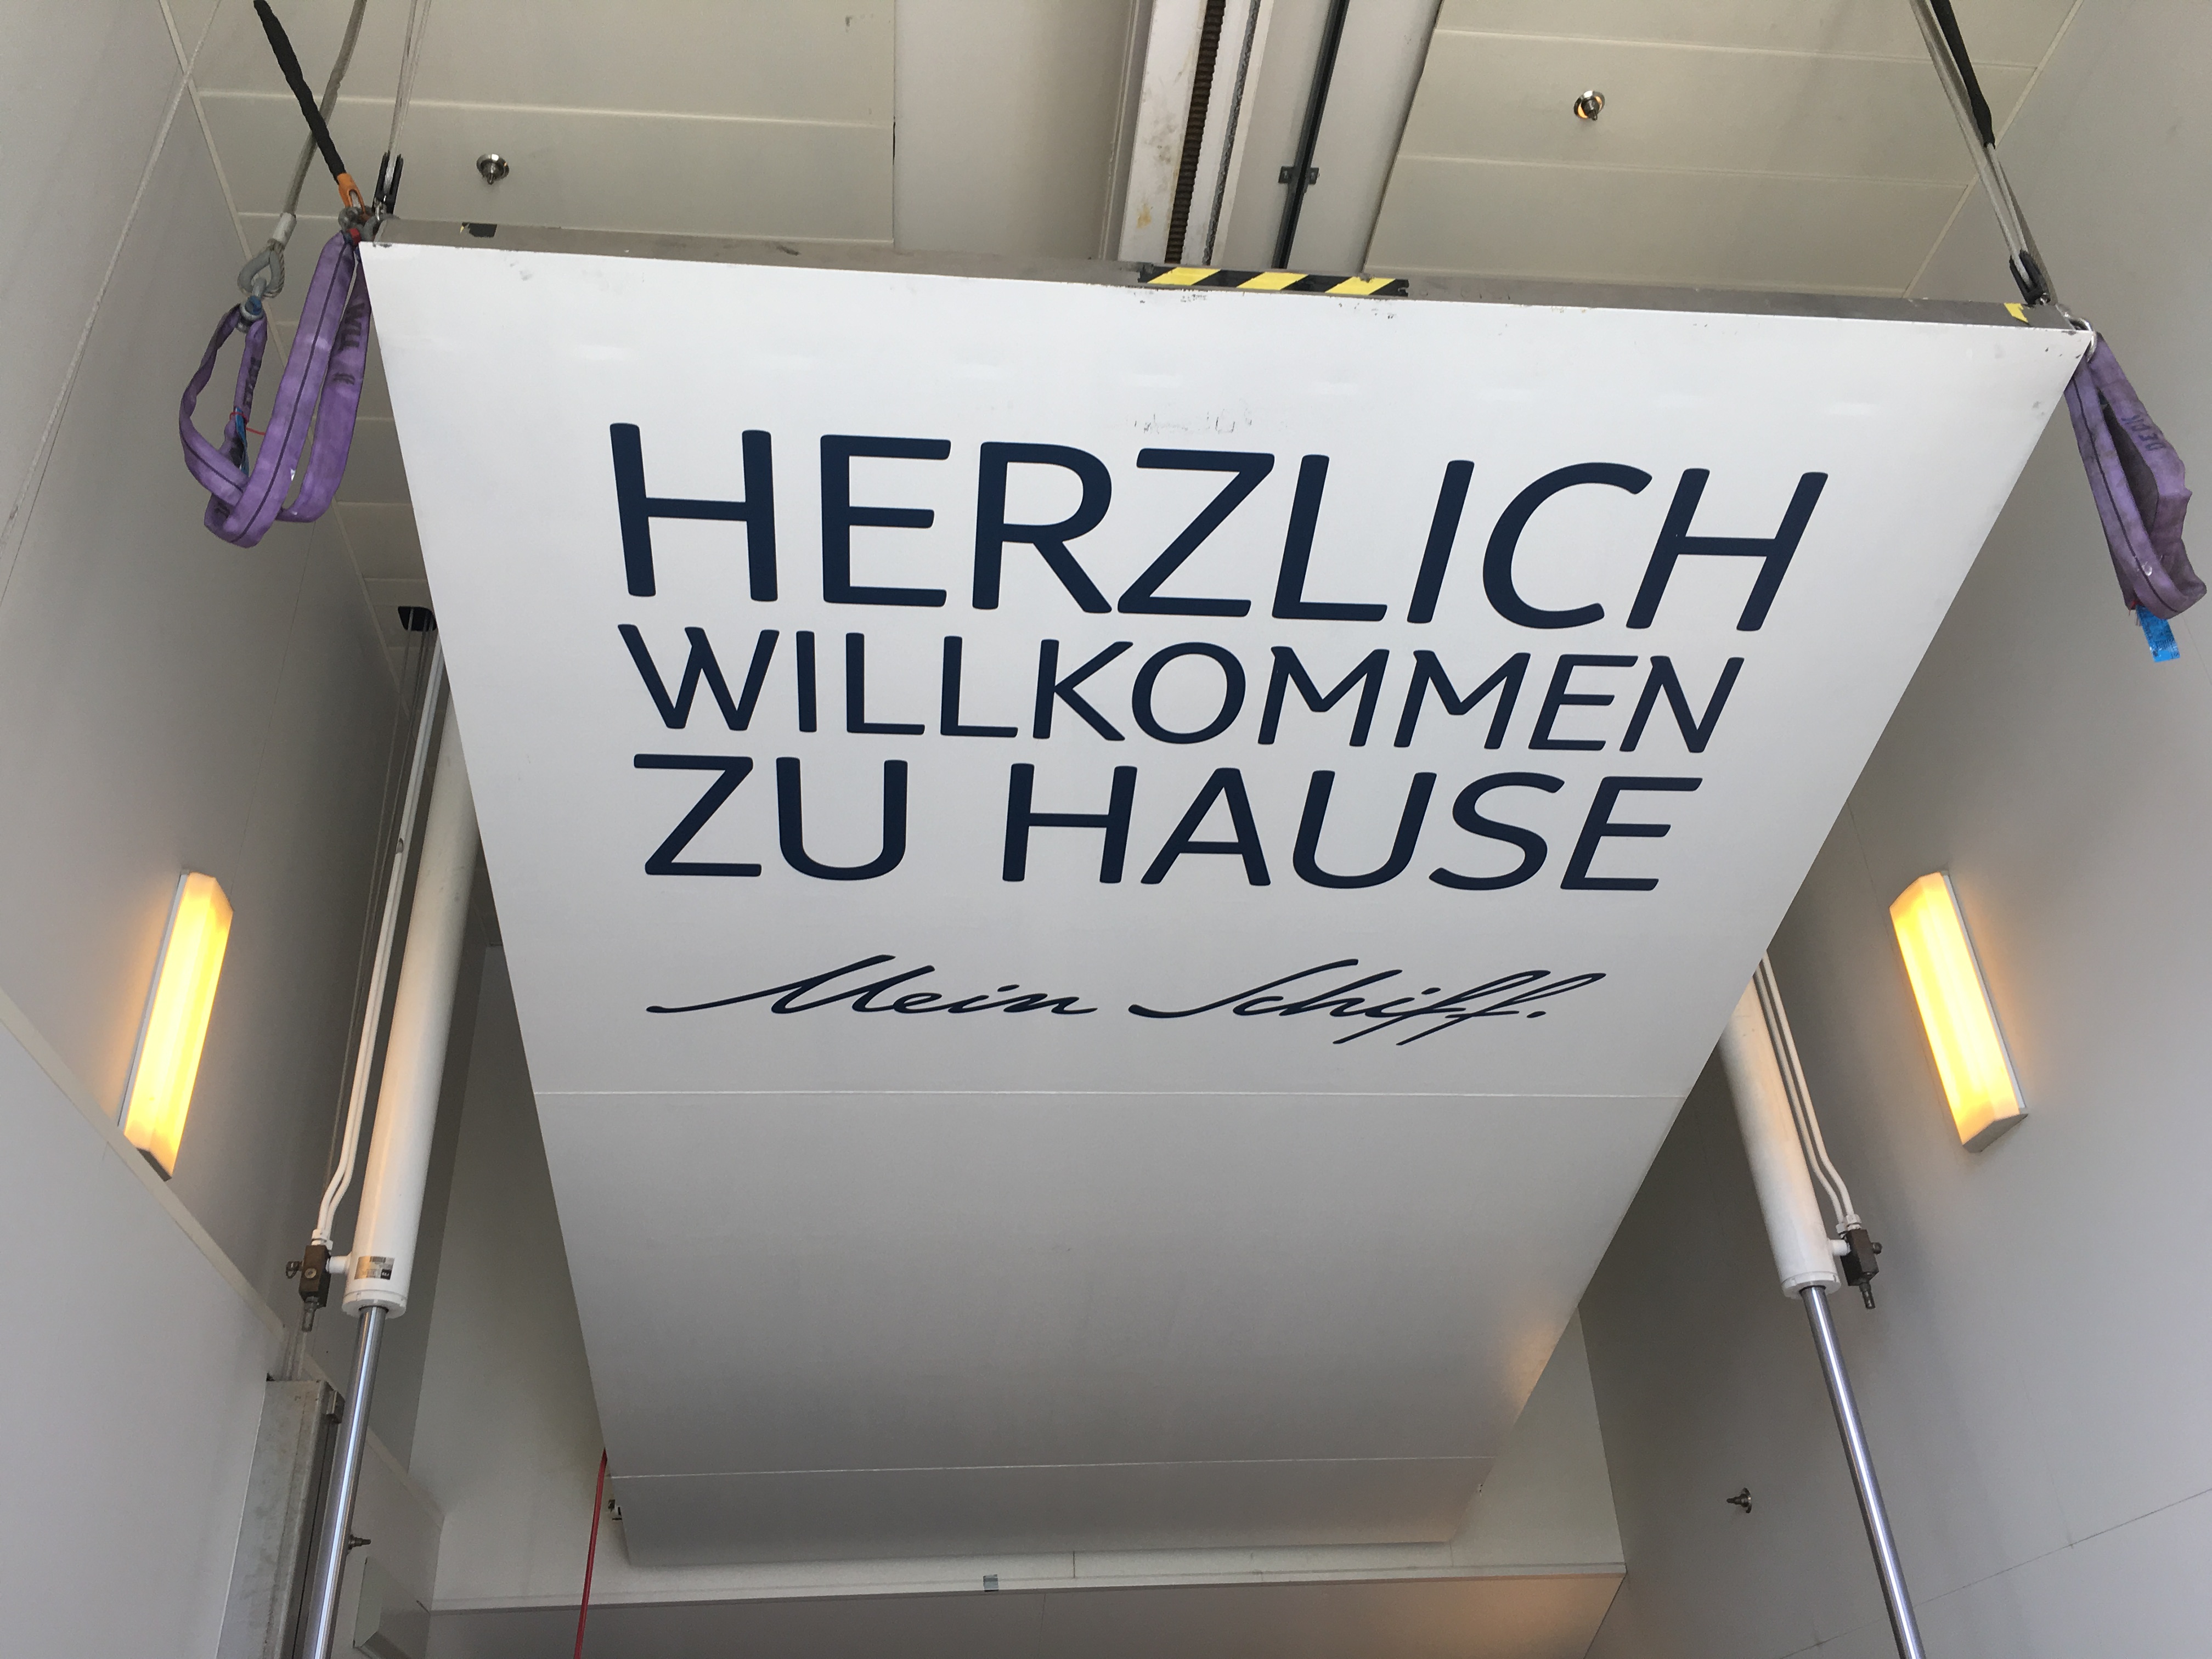 HERZLICH
WILLKOMMEN
ZU HAUSE
Mein Schiff.